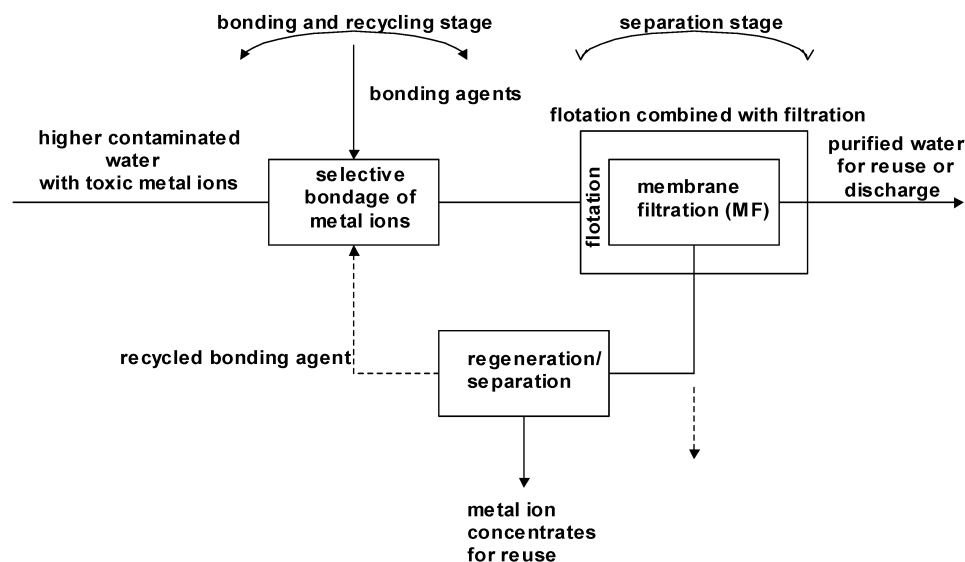 bonding and recycling stage
separation stage
bonding agents
flotation combined with filtration
higher contaminated
water
with toxic metal ions
selective
bondage of
metal ions
flotation
membrane
filtration (MF)
purified water
for reuse or
discharge
recycled bonding agent
regeneration/
separation
metal ion
concentrates
for reuse